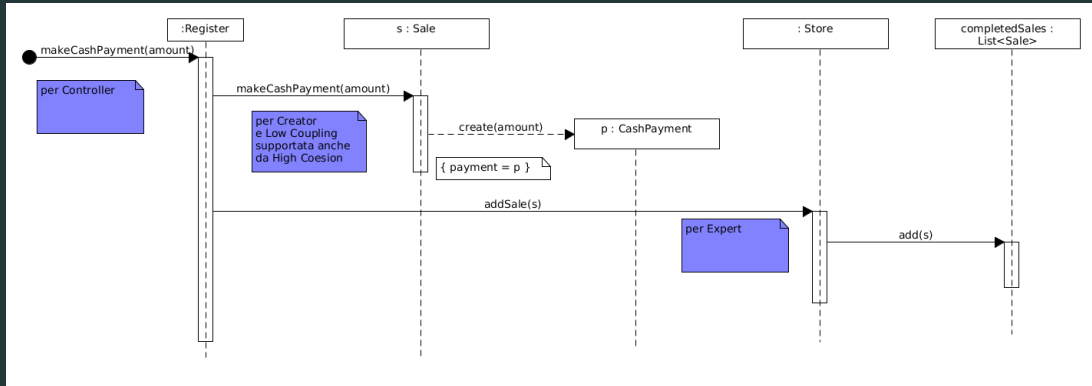 :Register
s : Sale
: Store
completedSales :
List<Sale>
makeCashPayment(amount)
per Controller
makeCashPayment(amount)
per Creator
e Low Coupling
supportata anche
da High Coesion
create(amount)
p : CashPayment
{ payment = p }
addSale(s)
per Expert
add(s)